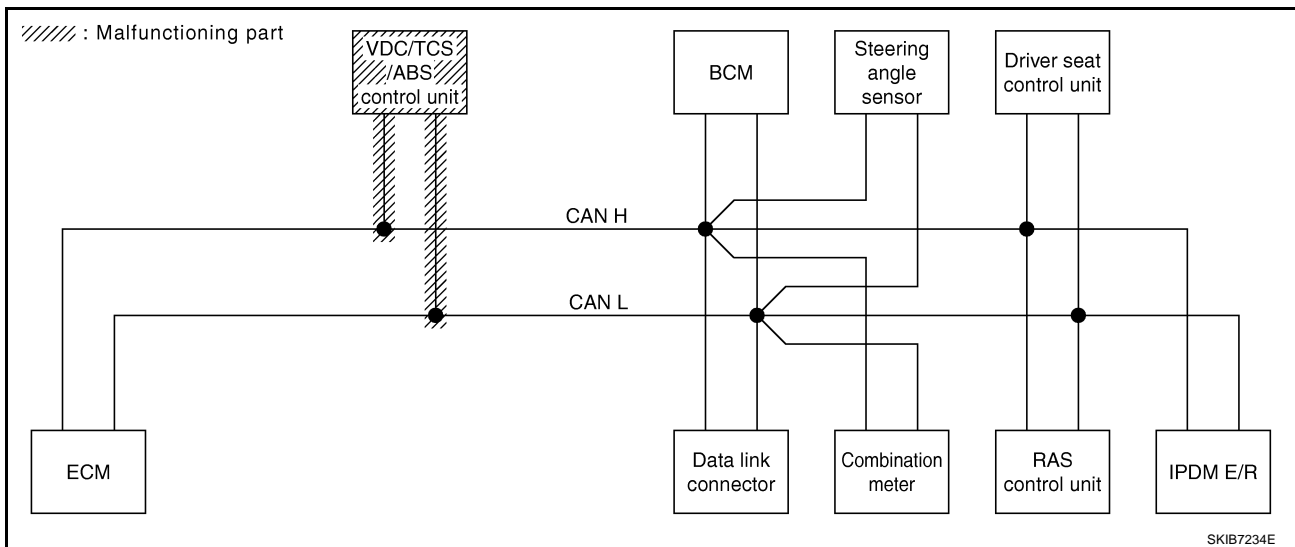 : Malfunctioning part
VDC/TCS
/ABS
control unit
BCM
Steering
angle
sensor
Driver seat
control unit
CAN H
CAN L
ECM
Data link
connector
Combination
meter
RAS
control unit
IPDM E/R
SKIB7234E